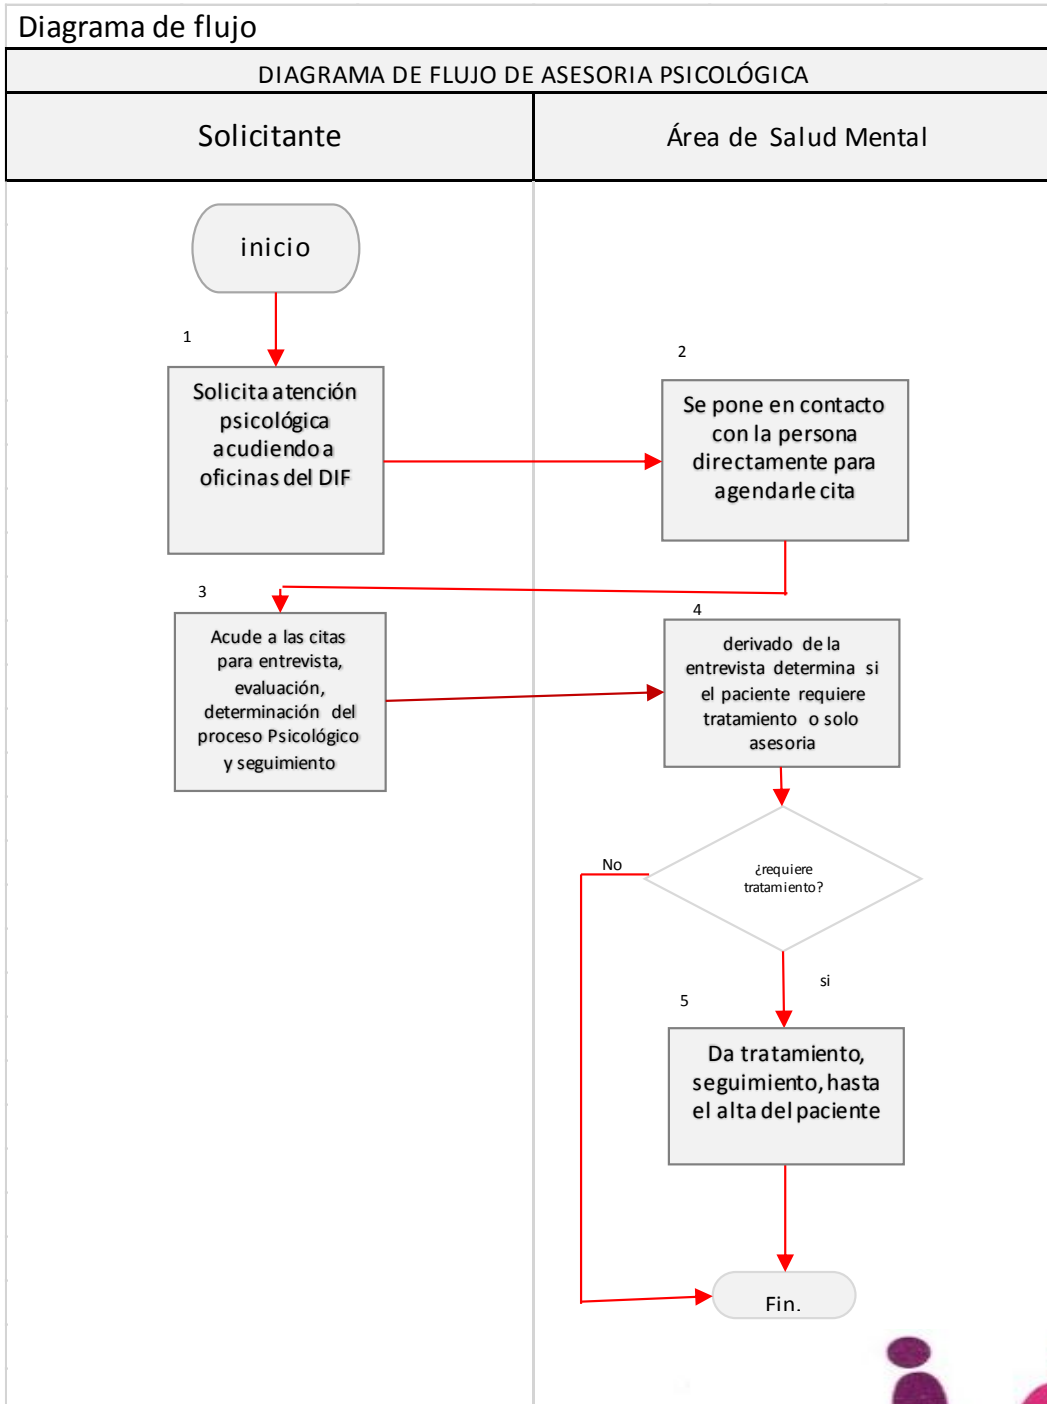 Diagrama de flujo
DIAGRAMA DE FLUJO DE ASESORIA PSICOLÓGICA
Solicitante
Área de Salud Mental
inicio
1
Solicita atención
psicológica
acudiendo a
oficinas del DIF
2
Se pone en contacto
con la persona
directamente para
agendarle cita
3
Acude a las citas
para entrevista,
evaluación,
determinación del
proceso Psicológico
y seguimiento
4
derivado de la
entrevista determina si
el paciente requiere
tratamiento o solo
asesoria
¿requiere
tratamiento?
No
si
5
Da tratamiento,
seguimiento, hasta
el alta del paciente
Fin.